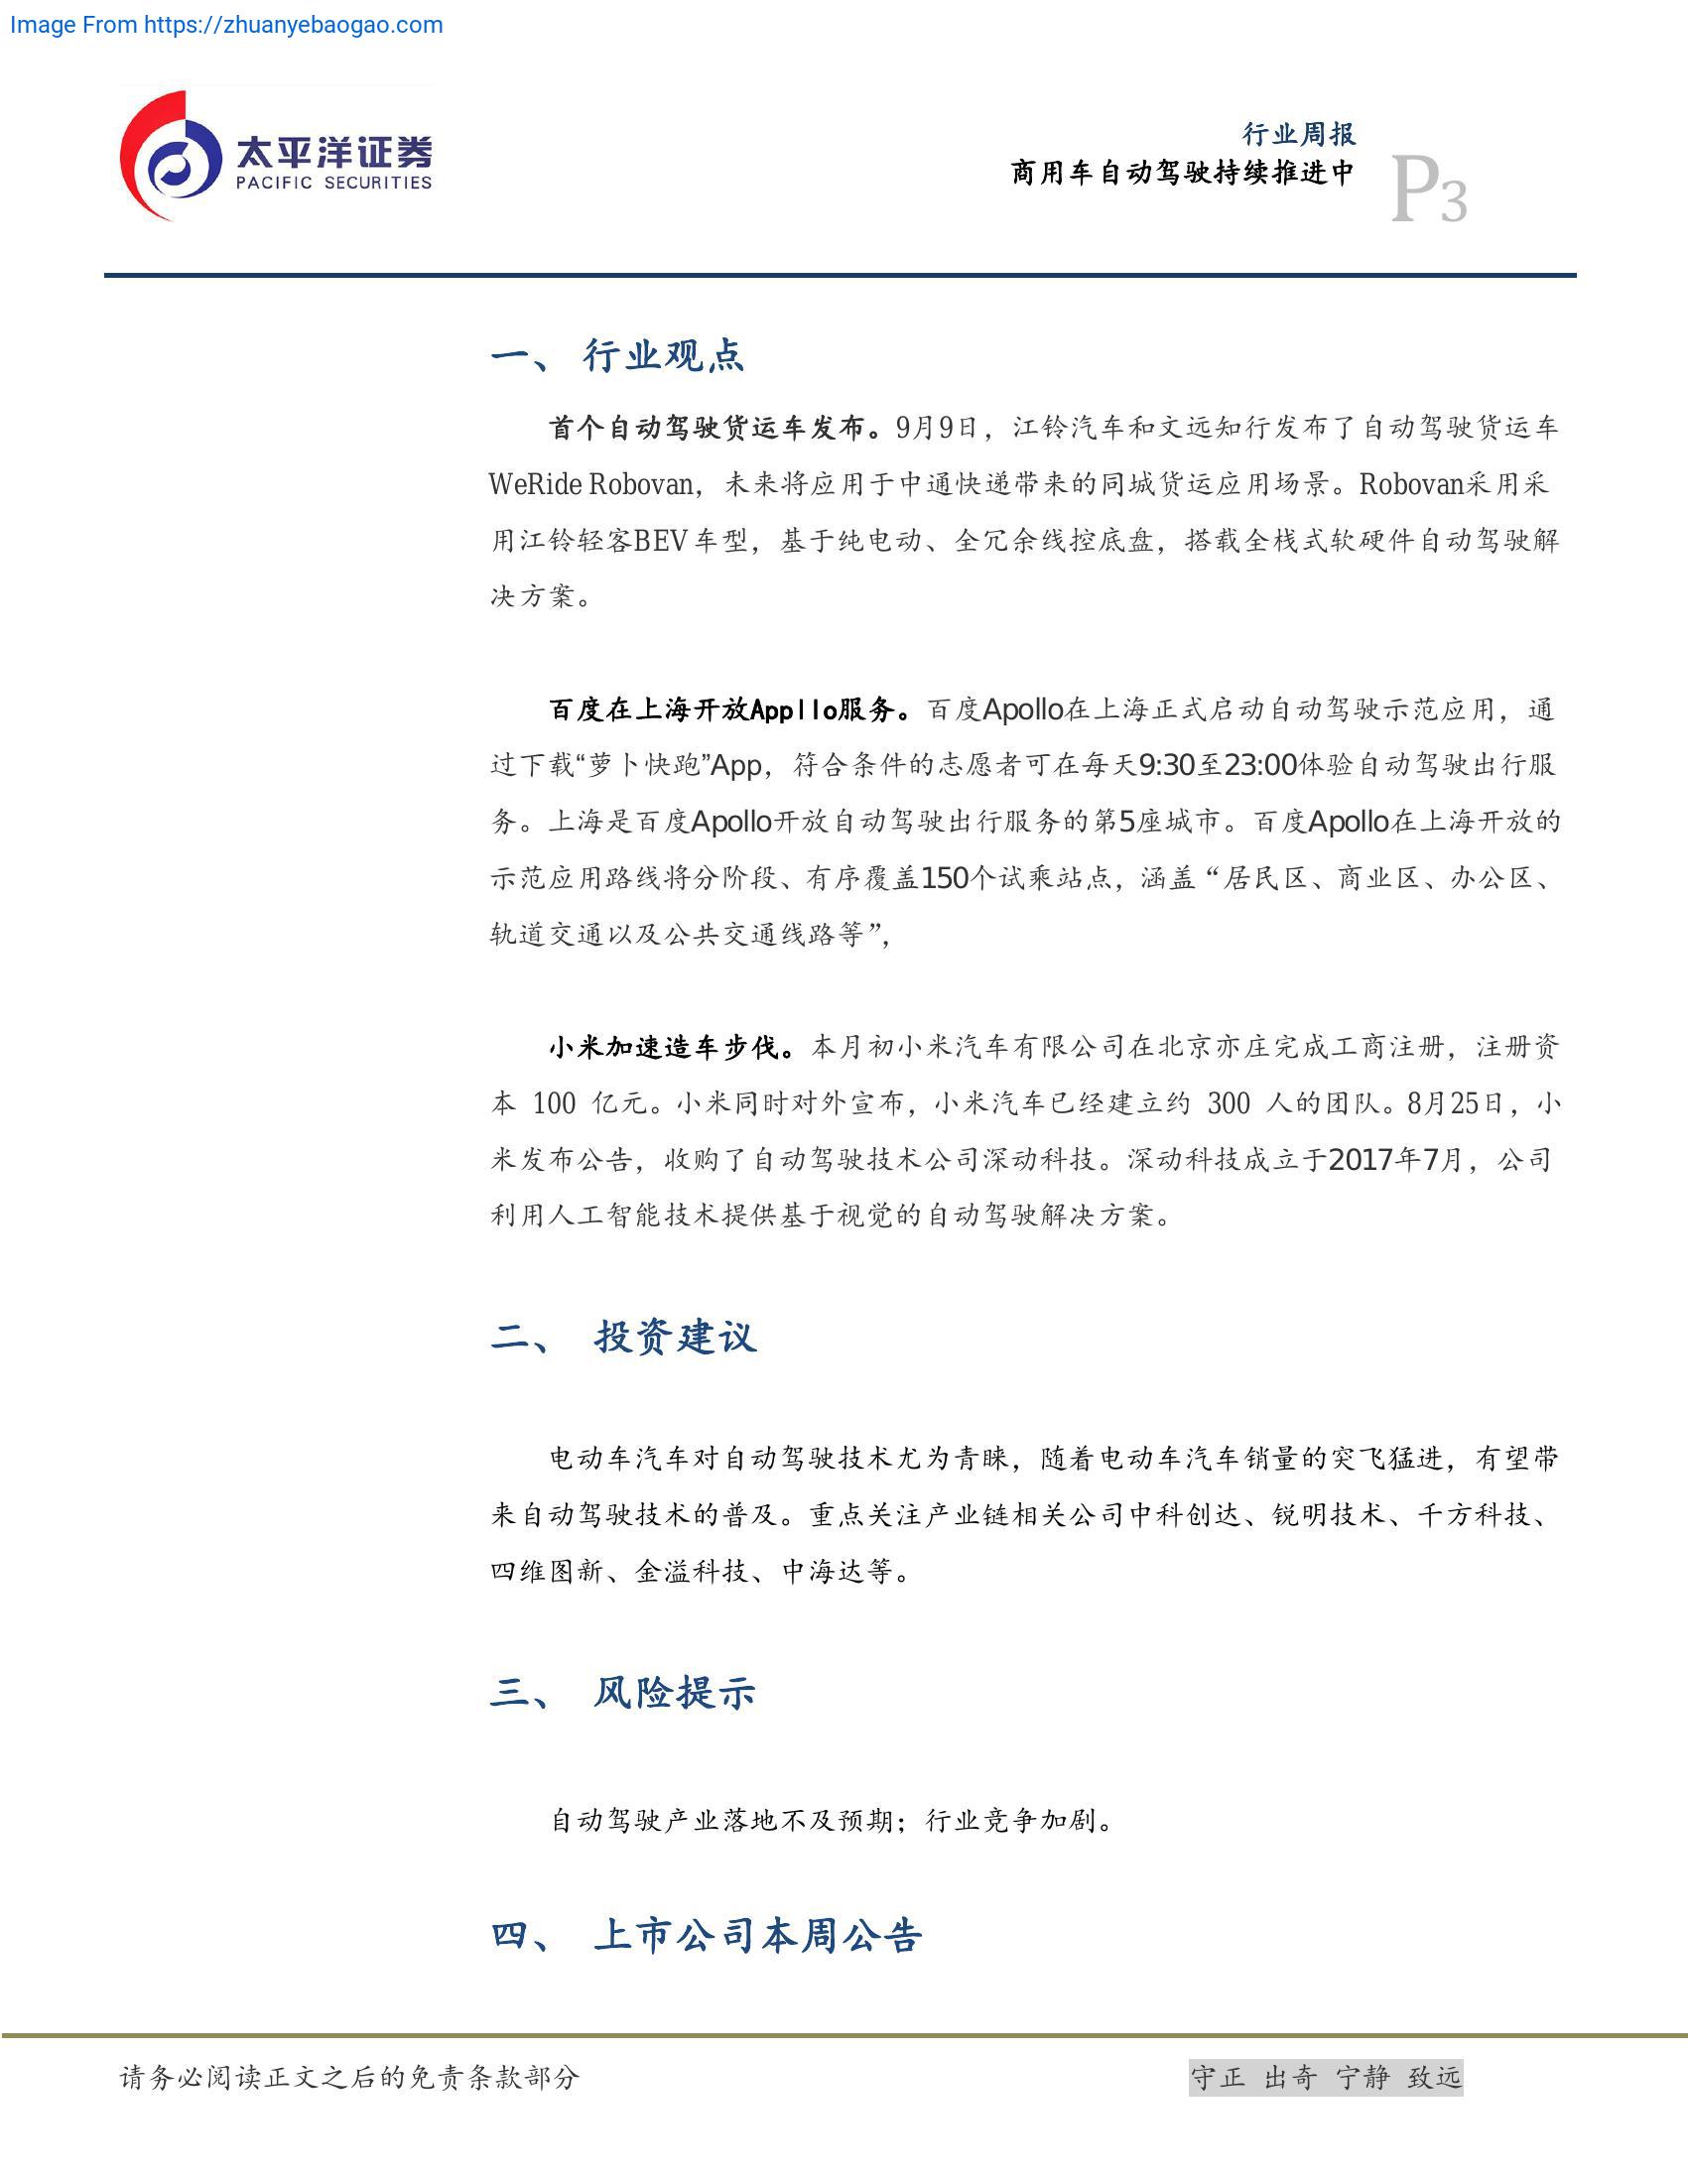 Image From https://zhuanyebaogao.com
太平洋证券
PACIFIC SECURITIES
行业周报
商用车自动驾驶持续推进中
P3
一、 行业观点
首个自动驾驶货运车发布。9月9日，江铃汽车和文远知行发布了自动驾驶货运车
WeRide Robovan，未来将应用于中通快递带来的同城货运应用场景。Robovan采用采
用江铃轻客BEV车型，基于纯电动、全冗余线控底盘，搭载全栈式软硬件自动驾驶解
决方案。
百度在上海开放Appllo服务。百度Apollo在上海正式启动自动驾驶示范应用，通
过下载“萝卜快跑”App，符合条件的志愿者可在每天9:30至23:00体验自动驾驶出行服
务。上海是百度Apollo开放自动驾驶出行服务的第5座城市。百度Apollo在上海开放的
示范应用路线将分阶段、有序覆盖150个试乘站点，涵盖“居民区、商业区、办公区、
轨道交通以及公共交通线路等”，
小米加速造车步伐。本月初小米汽车有限公司在北京亦庄完成工商注册，注册资
本 100 亿元。小米同时对外宣布，小米汽车已经建立约 300 人的团队。8月25日，小
米发布公告，收购了自动驾驶技术公司深动科技。深动科技成立于2017年7月，公司
利用人工智能技术提供基于视觉的自动驾驶解决方案。
二、 投资建议
电动车汽车对自动驾驶技术尤为青睐，随着电动车汽车销量的突飞猛进，有望带
来自动驾驶技术的普及。重点关注产业链相关公司中科创达、锐明技术、千方科技、
四维图新、金溢科技、中海达等。
三、 风险提示
自动驾驶产业落地不及预期；行业竞争加剧。
四、 上市公司本周公告
请务必阅读正文之后的免责条款部分
守正 出奇 宁静 致远